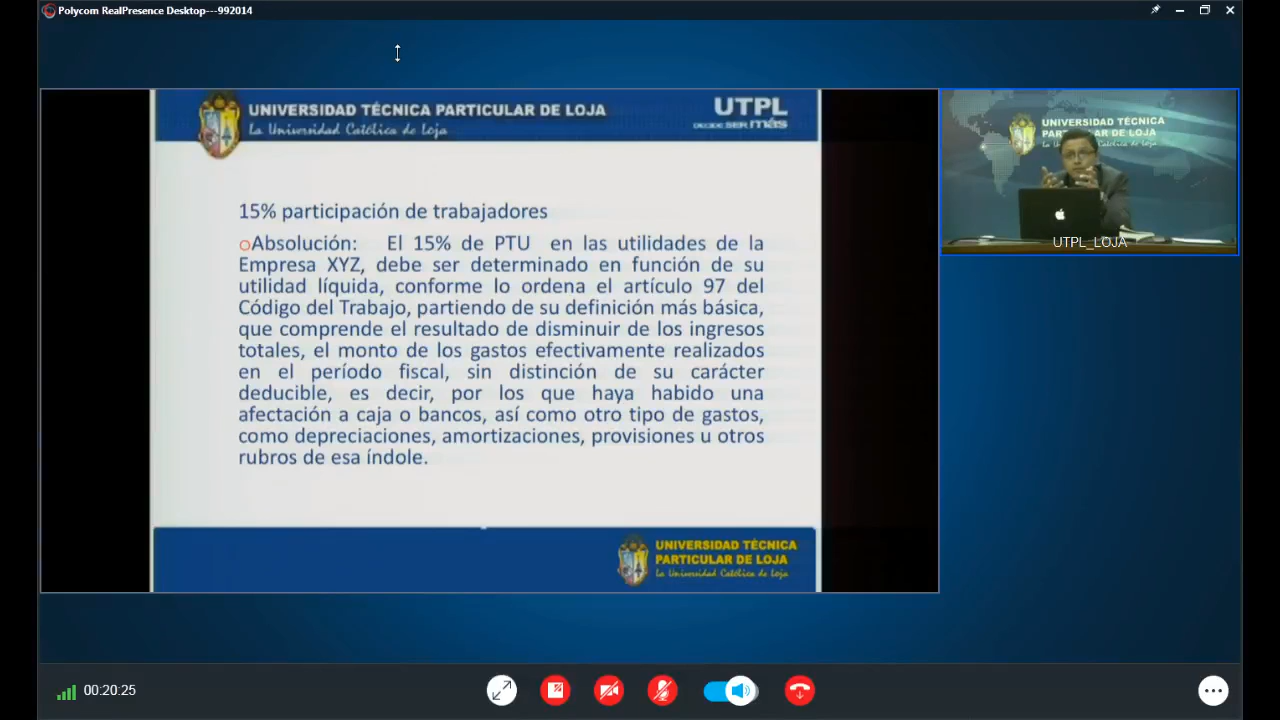 Polycom RealPresence Desktop---992014
UNIVERSIDAD TÉCNICA PARTICULAR DE LOJA
La Universidad Católica de Loja
UTPL
DECIDE SER más
15% participación de trabajadores
Absolución: El 15% de PTU en las utilidades de la
Empresa XYZ, debe ser determinado en función de su
utilidad líquida, conforme lo ordena el artículo 97 del
Código del Trabajo, partiendo de su definición más básica,
que comprende el resultado de disminuir de los ingresos
totales, el monto de los gastos efectivamente realizados
en el período fiscal, sin distinción de su carácter
deducible, es decir, por los que haya habido una
afectación a caja o bancos, así como otro tipo de gastos,
como depreciaciones, amortizaciones, provisiones u otros
rubros de esa índole.
UNIVERSIDAD TÉCNICA
PARTICULAR DE LOJA
La Universidad Católica de Loja
UNIVERSIDAD TÉCNICA
PARTICULAR DE LOJA
La Universidad Católica de Loja
UTPL_LOJA
00:20:25